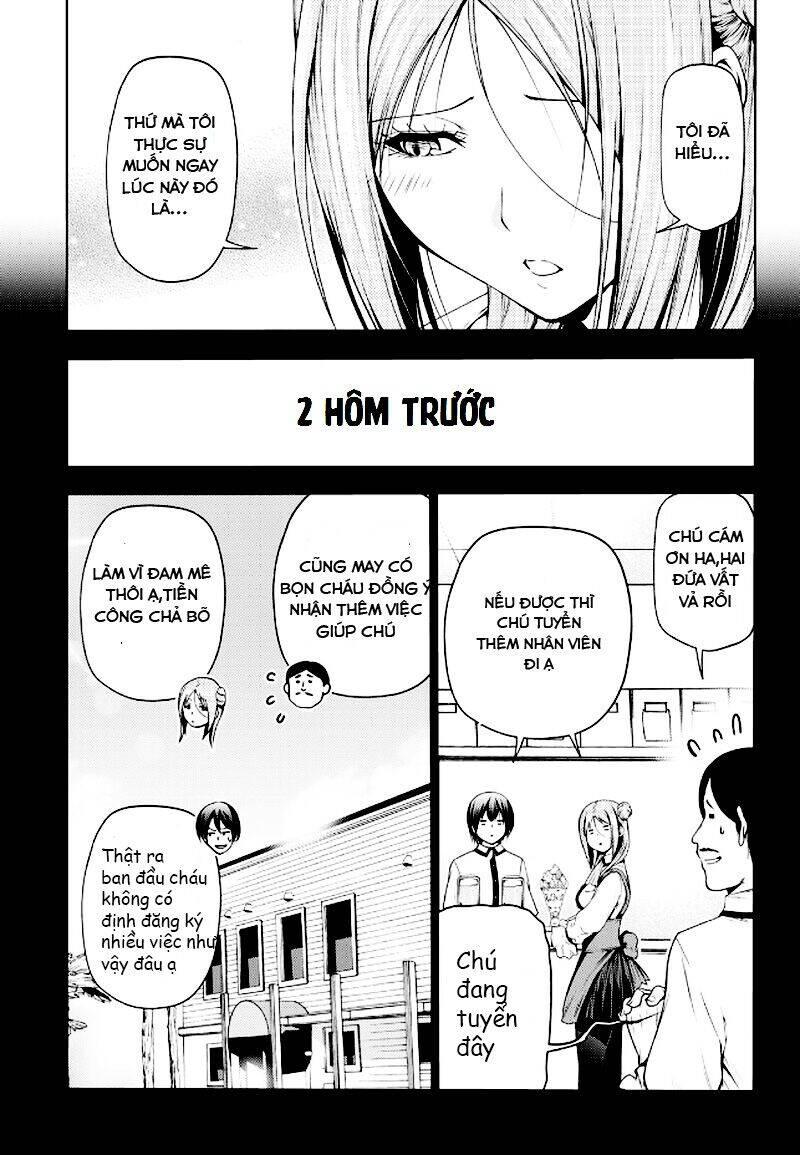 TÔI ĐÃ
HIỂU...
THỨ MÀ TÔI
THỰC SỰ
MUỐN NGAY
LÚC NÀY ĐÓ
LÀ...
2 HÔM TRƯỚC
CHÚ CÁM
ƠN HA,HAI
ĐỨA VẤT
VẢ RỒI
NẾU ĐƯỢC THÌ
CHÚ TUYỂN
THÊM NHÂN VIÊN
ĐI Ạ
Chú
đang
tuyển
đây
CŨNG MAY CÓ
BỌN CHÁU ĐỒNG Ý
NHẬN THÊM VIỆC
GIÚP CHÚ
LÀM VÌ ĐAM MÊ
THÔI Ạ,TIỀN
CÔNG CHẢ BÕ
Thật ra
ban đầu cháu
không có
định đăng ký
nhiều việc như
vậy đâu ạ